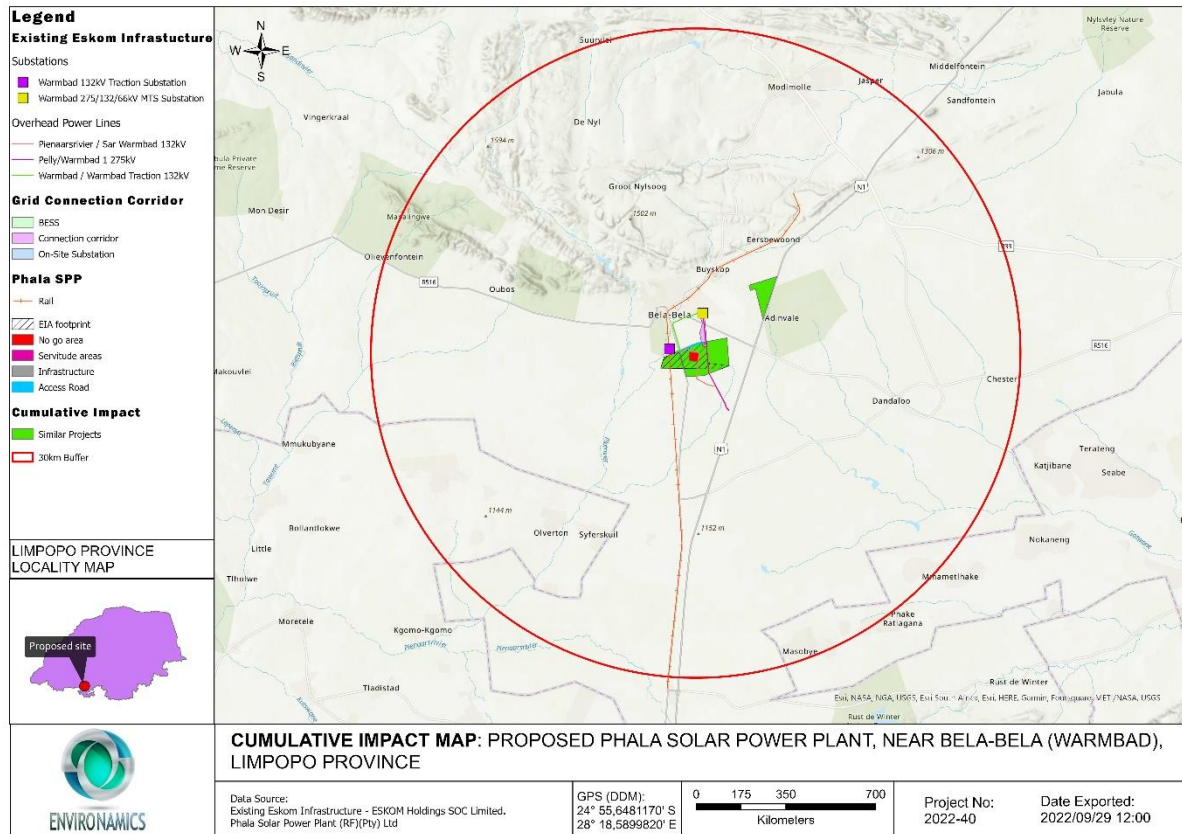 Legend
Existing Eskom Infrastucture
Substations
Warmbad 132kV Traction Substation
Warmbad 275/132/66kV MTS Substation
Overhead Power Lines
Pienaarsrivier / Sar Warmbad 132kV
Pelly/Warmbad 1 275kV
Warmbad / Warmbad Traction 132kV
Grid Connection Corridor
BESS
Connection corridor
On-Site Substation
Phala SPP
Rail
EIA footprint
No go area
Servitude areas
Infrastructure
Access Road
Cumulative Impact
Similar Projects
30km Buffer
LIMPOPO PROVINCE
LOCALITY MAP
Proposed site
N
W E
S
Suurvlei
Nylsvley Nature
Reserve
Middelfontein
Jasper
Modimolle
Sandfontein
Jabula
Vingerkraal
De Nyl
1594 m
1306 m
Groot Nylsoog
N1
Mon Desir
Masalingwe
1502 m
Eersbewoond
Olievenfontein
R516
Buyskop
Oubos
Bela-Bela
Adinvale
R516
Makouvlei
Chester
Dandaloo
Mmukubyane
N1
Terateng
Katjibane
Seabe
1144 m
Bollantlokwe
Olverton
Syferskuil
1152 m
Little
Nokaneng
Tlholwe
Mmametlhake
Moretele
Kgomo-Kgomo
Phake
Ratlagana
Pienaarsrivier
Pienaarsrivier
Masobye
Tladistad
Rust de Winter
Rust de Winter
ENVIRONAMICS
CUMULATIVE IMPACT MAP: PROPOSED PHALA SOLAR POWER PLANT, NEAR BELA-BELA (WARMBAD),
LIMPOPO PROVINCE
Data Source:
Existing Eskom Infrastructure - ESKOM Holdings SOC Limited.
Phala Solar Power Plant (RF)(Pty) Ltd
GPS (DDM):
24° 55,6481170' S
28° 18,5899820' E
0 175 350 700
Kilometers
Project No:
2022-40
Date Exported:
2022/09/29 12:00